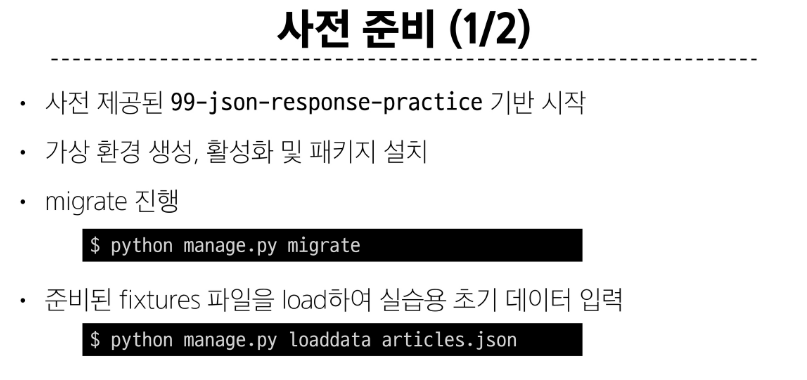 사전 준비 (1/2)
• 사전 제공된 99-json-response-practice 기반 시작
• 가상 환경 생성, 활성화 및 패키지 설치
• migrate 진행
$ python manage.py migrate
• 준비된 fixtures 파일을 load하여 실습용 초기 데이터 입력
$ python manage.py loaddata articles.json